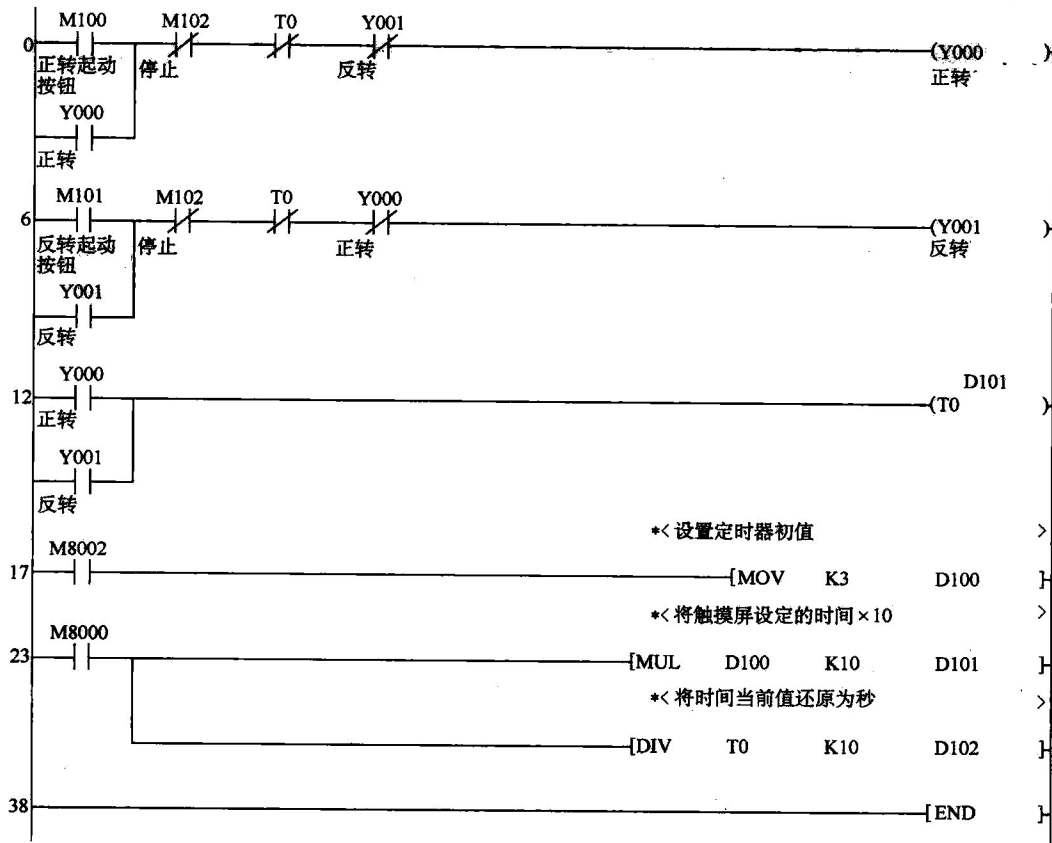 M100 M102 T0 Y001
0 (Y000 )
正转起动 停止 反转 正转
按钮
Y000
正转
M101 M102 T0 Y000
6 (Y001 )
反转起动 停止 正转 反转
按钮
Y001
反转
Y000 D101
12 (T0 )
正转
Y001
反转
*<设置定时器初值 >
M8002
17 [MOV K3 D100 ]
*<将触摸屏设定的时间×10 >
M8000
23 [MUL D100 K10 D101 ]
*<将时间当前值还原为秒 >
[DIV T0 K10 D102 ]
38 [END ]